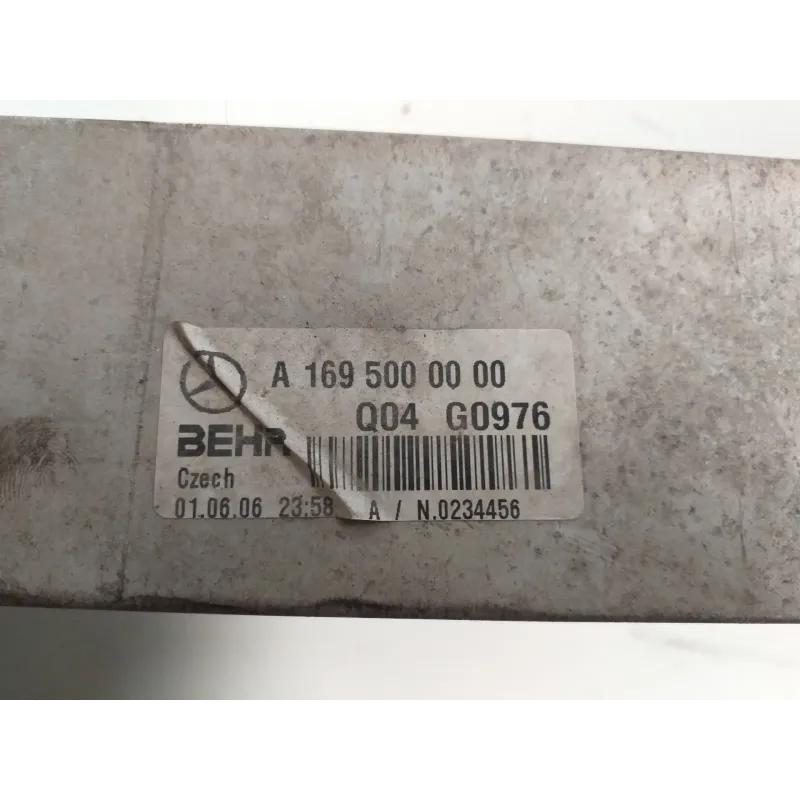 A 169 500 00 00
Q04 G0976
BEHR
Czech
01.06.06 23:58 A / N.0234456